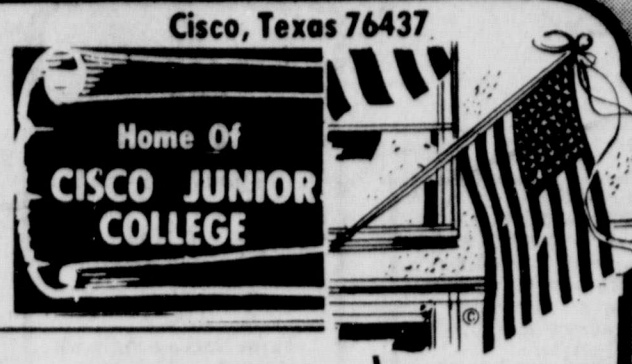 Cisco, Texas 76437
Home Of
CISCO JUNIOR
COLLEGE
©